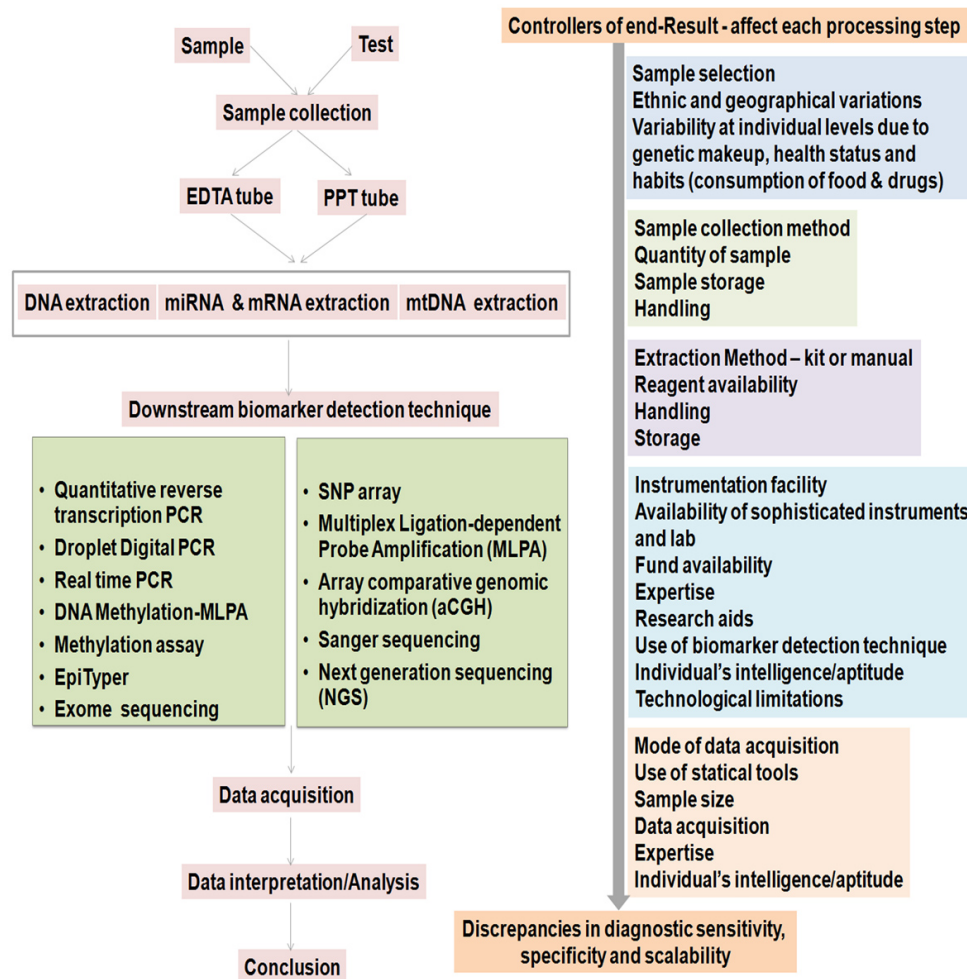 Sample
Test
Sample collection
EDTA tube
PPT tube
DNA extraction
miRNA & mRNA extraction
mtDNA extraction
Downstream biomarker detection technique
• Quantitative reverse
transcription PCR
• Droplet Digital PCR
• Real time PCR
• DNA Methylation-MLPA
• Methylation assay
• EpiTyper
• Exome sequencing
• SNP array
• Multiplex Ligation-dependent
Probe Amplification (MLPA)
• Array comparative genomic
hybridization (aCGH)
• Sanger sequencing
• Next generation sequencing
(NGS)
Data acquisition
Data interpretation/Analysis
Conclusion
Controllers of end-Result - affect each processing step
Sample selection
Ethnic and geographical variations
Variability at individual levels due to
genetic makeup, health status and
habits (consumption of food & drugs)
Sample collection method
Quantity of sample
Sample storage
Handling
Extraction Method – kit or manual
Reagent availability
Handling
Storage
Instrumentation facility
Availability of sophisticated instruments
and lab
Fund availability
Expertise
Research aids
Use of biomarker detection technique
Individual's intelligence/aptitude
Technological limitations
Mode of data acquisition
Use of statical tools
Sample size
Data acquisition
Expertise
Individual's intelligence/aptitude
Discrepancies in diagnostic sensitivity,
specificity and scalability